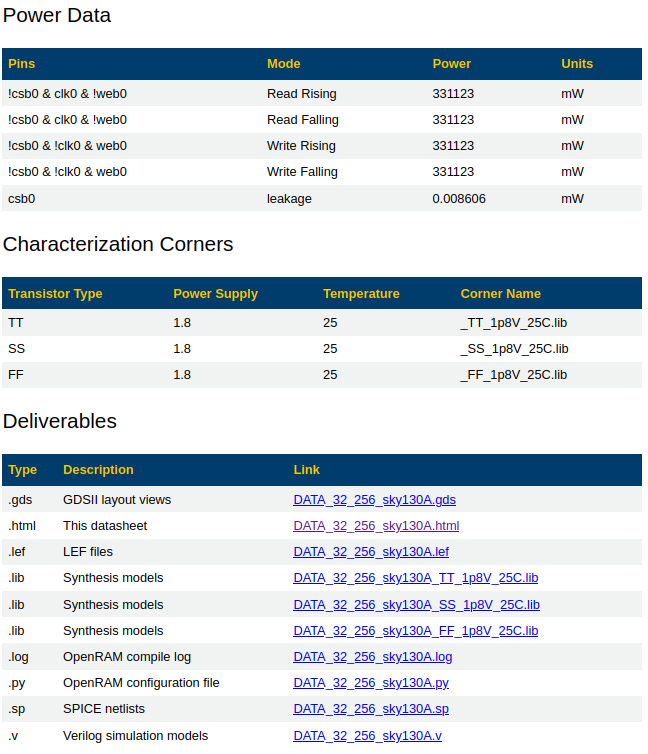 Power Data
Pins Mode Power Units
!csb0 & clk0 & !web0 Read Rising 331123 mW
!csb0 & clk0 & !web0 Read Falling 331123 mW
!csb0 & !clk0 & web0 Write Rising 331123 mW
!csb0 & !clk0 & web0 Write Falling 331123 mW
csb0 leakage 0.008606 mW
Characterization Corners
Transistor Type Power Supply Temperature Corner Name
TT 1.8 25 _TT_1p8V_25C.lib
SS 1.8 25 _SS_1p8V_25C.lib
FF 1.8 25 _FF_1p8V_25C.lib
Deliverables
Type Description Link
.gds GDSII layout views DATA_32_256_sky130A.gds
.html This datasheet DATA_32_256_sky130A.html
.lef LEF files DATA_32_256_sky130A.lef
.lib Synthesis models DATA_32_256_sky130A_TT_1p8V_25C.lib
.lib Synthesis models DATA_32_256_sky130A_SS_1p8V_25C.lib
.lib Synthesis models DATA_32_256_sky130A_FF_1p8V_25C.lib
.log OpenRAM compile log DATA_32_256_sky130A.log
.py OpenRAM configuration file DATA_32_256_sky130A.py
.sp SPICE netlists DATA_32_256_sky130A.sp
.v Verilog simulation models DATA_32_256_sky130A.v